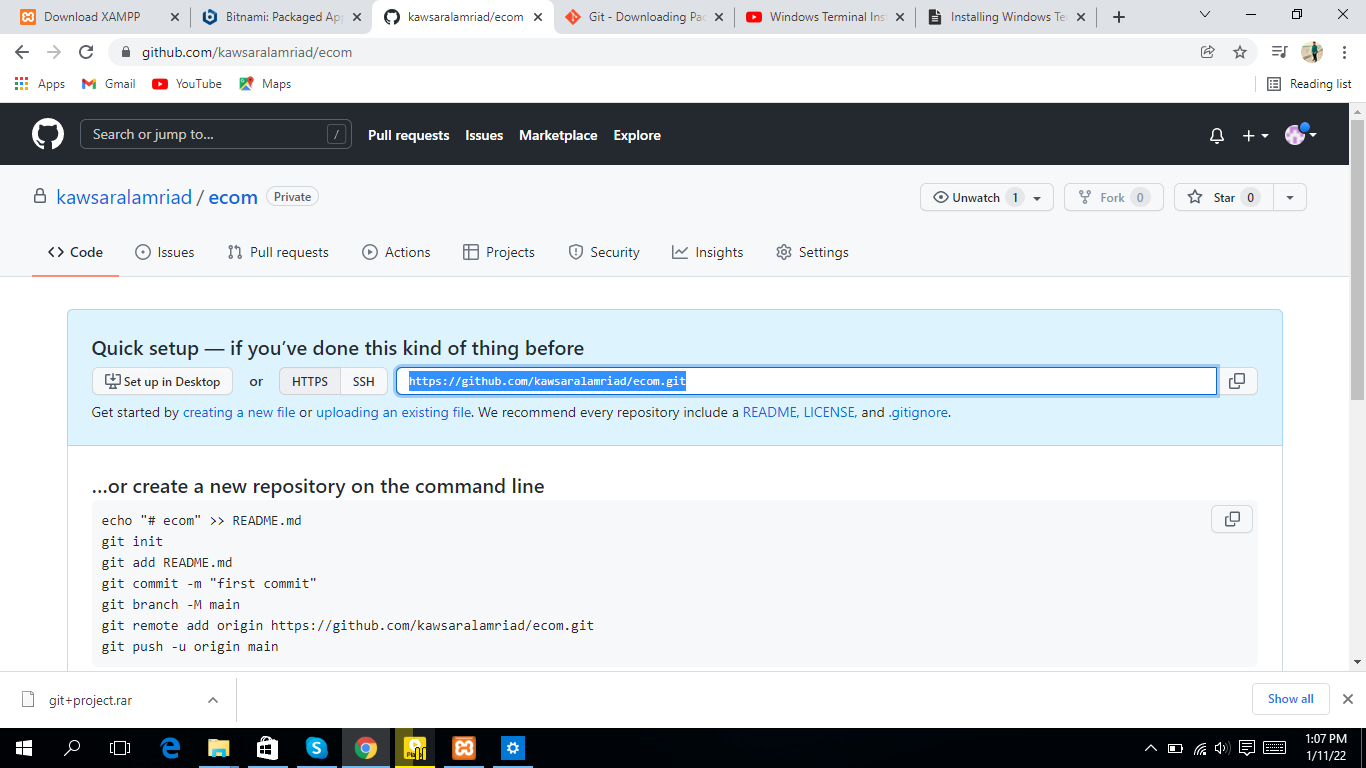 Download XAMPP
Bitnami: Packaged Ap
kawsaralamriad/ecom
Git - Downloading Pac
Windows Terminal Ins
Installing Windows Te
github.com/kawsaralamriad/ecom
Apps
Gmail
YouTube
Maps
Reading list
Search or jump to...
/
Pull requests
Issues
Marketplace
Explore
kawsaralamriad / ecom
Private
Unwatch 1
Fork 0
Star 0
Code
Issues
Pull requests
Actions
Projects
Security
Insights
Settings
Quick setup — if you’ve done this kind of thing before
Set up in Desktop
or
HTTPS
SSH
https://github.com/kawsaralamriad/ecom.git
Get started by creating a new file or uploading an existing file. We recommend every repository include a README, LICENSE, and .gitignore.
…or create a new repository on the command line
echo "# ecom" >> README.md
git init
git add README.md
git commit -m "first commit"
git branch -M main
git remote add origin https://github.com/kawsaralamriad/ecom.git
git push -u origin main
git+project.rar
Show all
1:07 PM
1/11/22